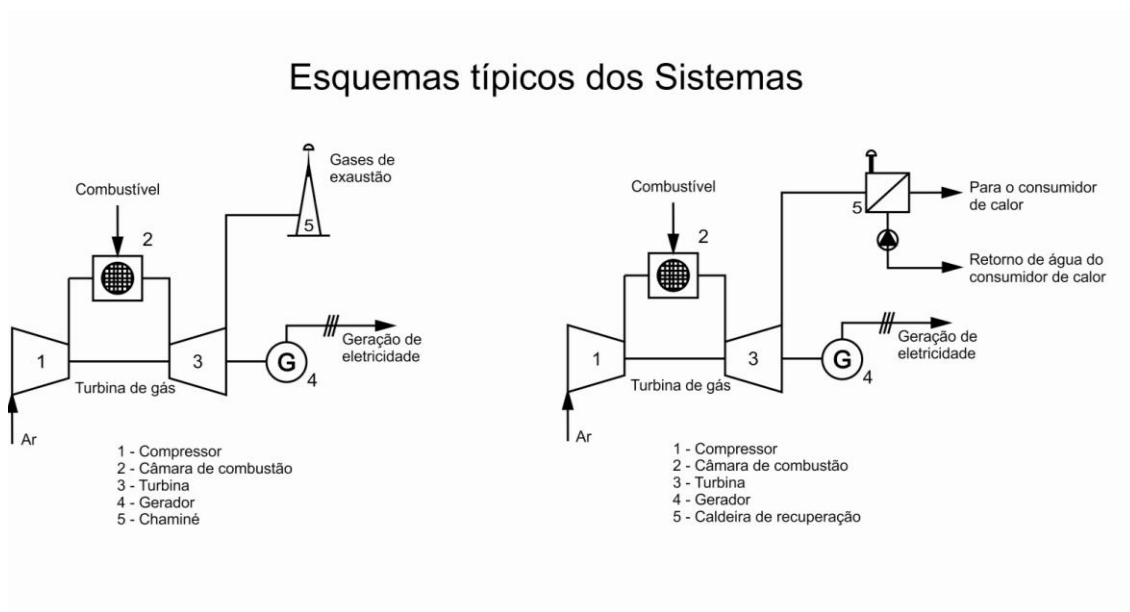 Esquemas típicos dos Sistemas
Gases de
exaustão
Combustível
2
5
1
3
G
4
Geração de
eletricidade
Turbina de gás
Ar
1 - Compressor
2 - Câmara de combustão
3 - Turbina
4 - Gerador
5 - Chaminé
Combustível
2
5
Para o consumidor
de calor
Retorno de água do
consumidor de calor
1
3
G
4
Geração de
eletricidade
Turbina de gás
Ar
1 - Compressor
2 - Câmara de combustão
3 - Turbina
4 - Gerador
5 - Caldeira de recuperação